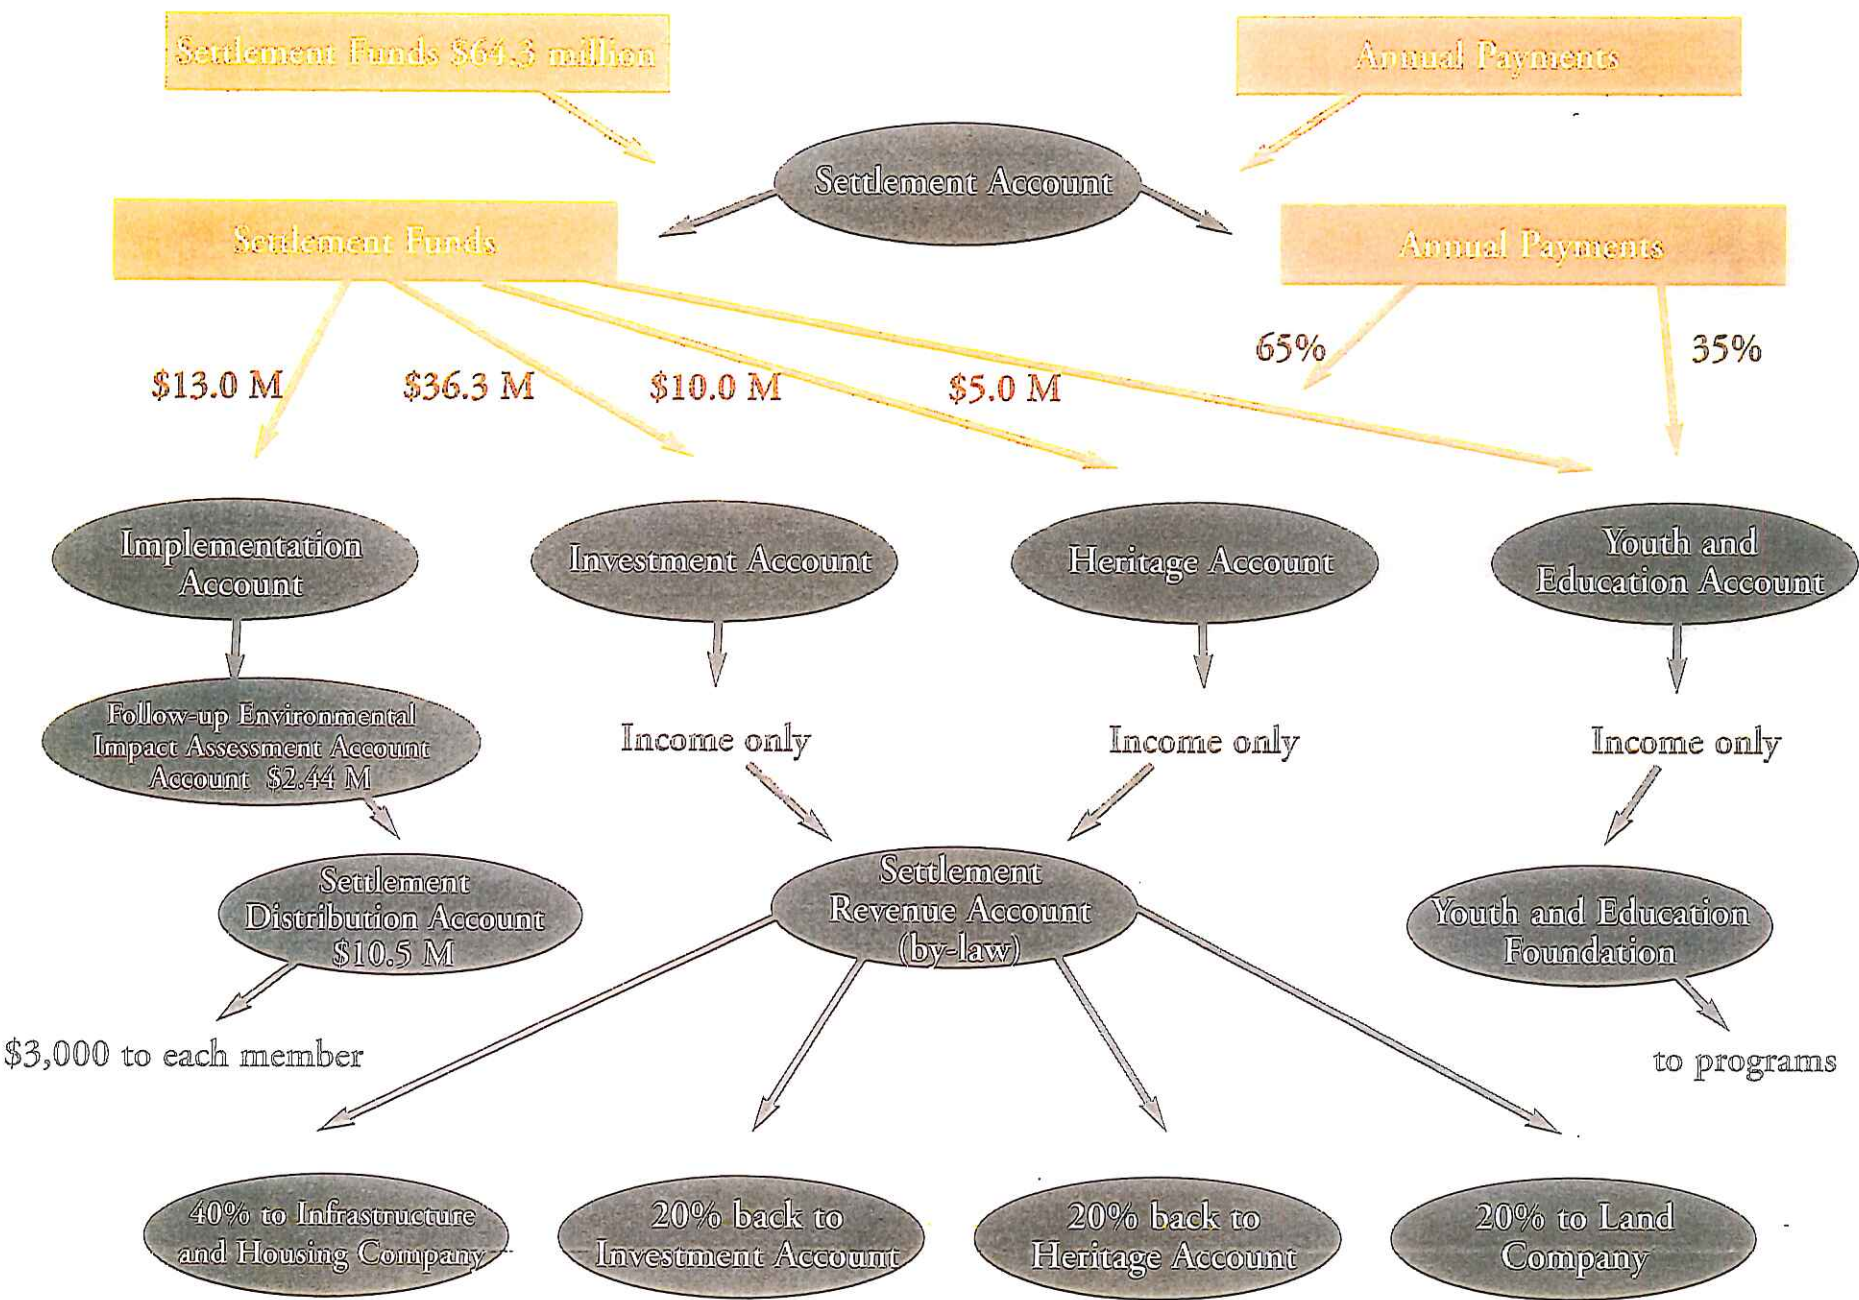 Settlement Funds $64.3 million
Annual Payments
Settlement Account
Settlement Funds
Annual Payments
65%
35%
$13.0 M
$36.3 M
$10.0 M
$5.0 M
Implementation
Account
Investment Account
Heritage Account
Youth and
Education Account
Follow-up Environmental
Impact Assessment Account
Account $2.44 M
Income only
Income only
Income only
Settlement
Distribution Account
$10.5 M
Settlement
Revenue Account
(by-law)
Youth and Education
Foundation
$3,000 to each member
to programs
40% to Infrastructure
and Housing Company
20% back to
Investment Account
20% back to
Heritage Account
20% to Land
Company